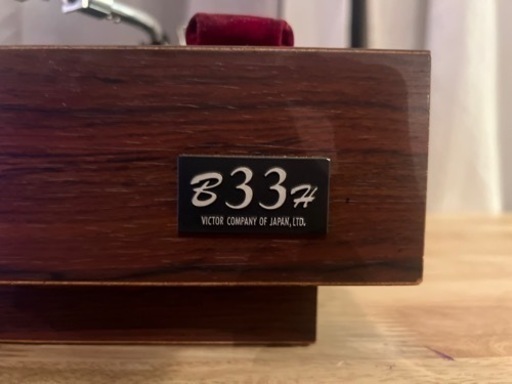 B33H
VICTOR COMPANY OF JAPAN, LTD.